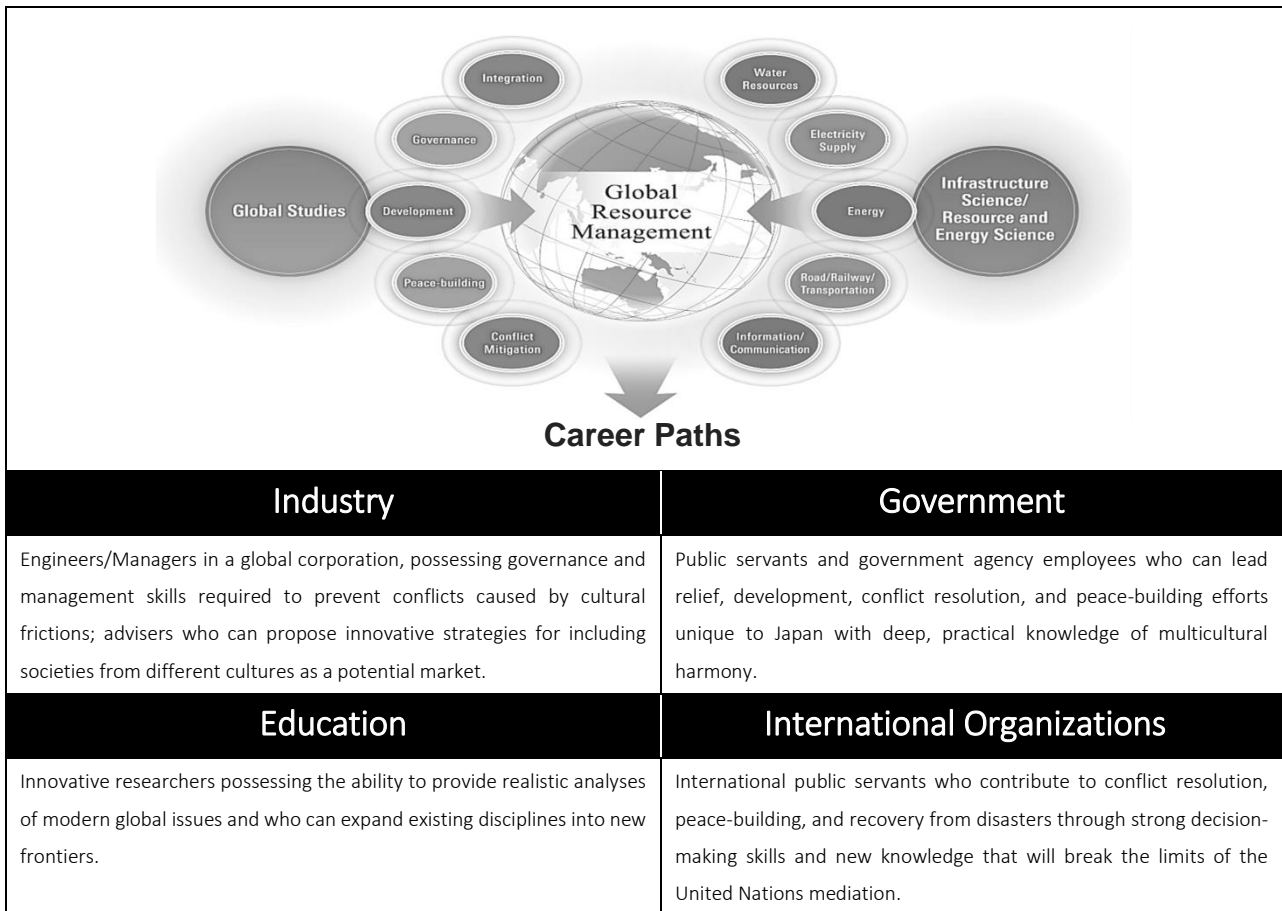 Integration
Water
Resources
Governance
Electricity
Supply
Global Studies
Development
Global
Resource
Management
Energy
Infrastructure
Science/
Resource and
Energy Science
Peace-building
Road/Railway/
Transportation
Conflict
Mitigation
Information/
Communication
Career Paths
Industry
Engineers/Managers in a global corporation, possessing governance and
management skills required to prevent conflicts caused by cultural
frictions; advisers who can propose innovative strategies for including
societies from different cultures as a potential market.
Government
Public servants and government agency employees who can lead
relief, development, conflict resolution, and peace-building efforts
unique to Japan with deep, practical knowledge of multicultural
harmony.
Education
Innovative researchers possessing the ability to provide realistic analyses
of modern global issues and who can expand existing disciplines into new
frontiers.
International Organizations
International public servants who contribute to conflict resolution,
peace-building, and recovery from disasters through strong decision-
making skills and new knowledge that will break the limits of the
United Nations mediation.